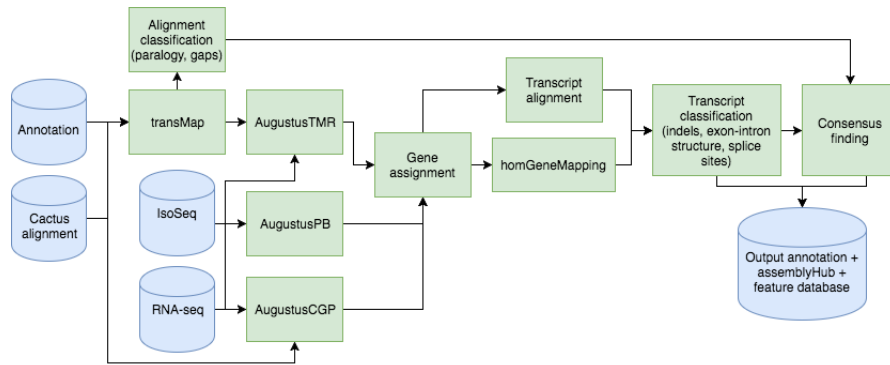 Alignment
classification
(paralogy, gaps)
Annotation
transMap
AugustusTMR
Transcript
alignment
Transcript
classification
(indels, exon-intron
structure, splice
sites)
Consensus
finding
Gene
assignment
homGeneMapping
Cactus
alignment
IsoSeq
AugustusPB
RNA-seq
AugustusCGP
Output annotation +
assemblyHub +
feature database